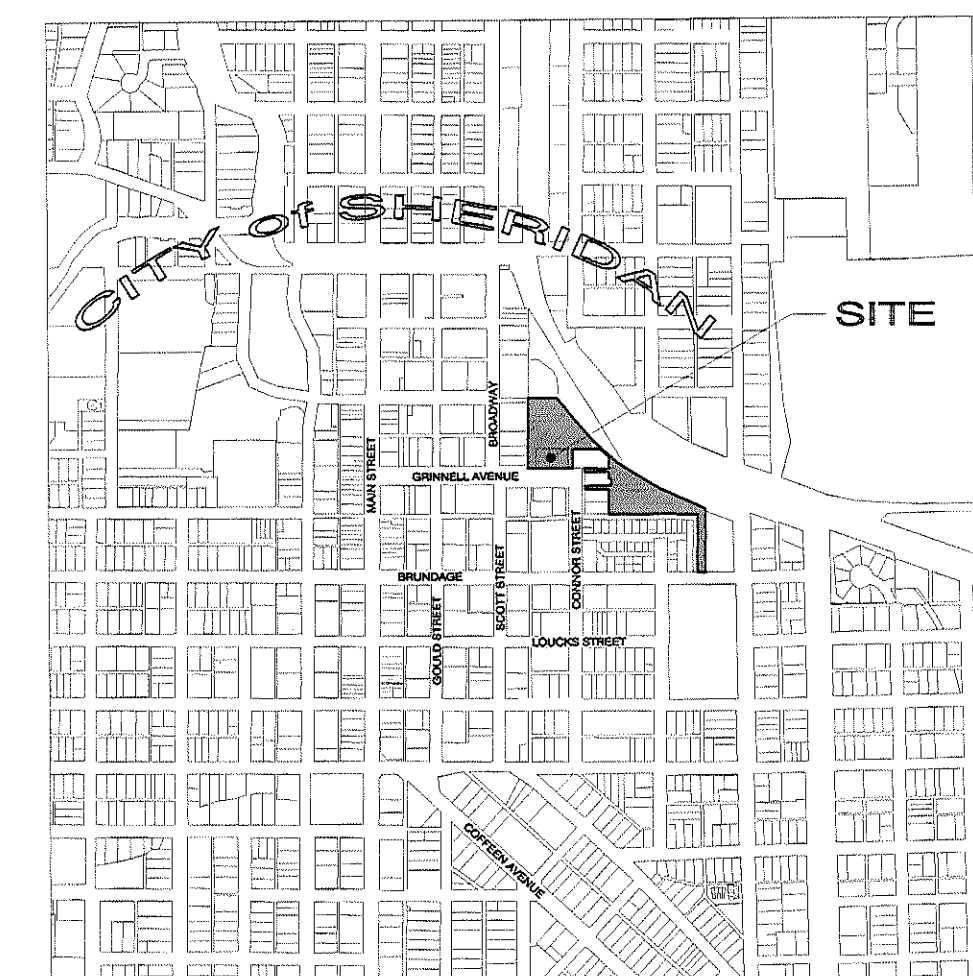 CITY Of SHERIDAN
SITE
BROADWAY
MAIN STREET
GRINNELL AVENUE
CONNOR STREET
SCOTT STREET
BRUNDAGE
GOULD STREET
LOUCKS STREET
COFFEEN AVENUE